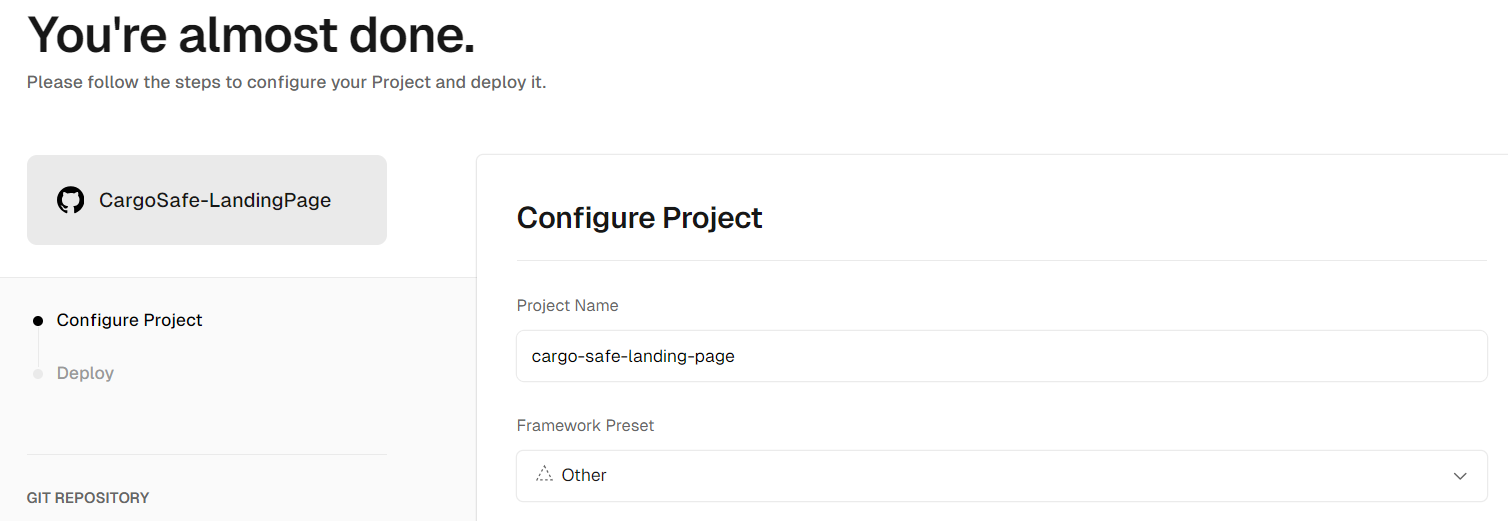 You're almost done.
Please follow the steps to configure your Project and deploy it.
CargoSafe-LandingPage
Configure Project
Deploy
GIT REPOSITORY
Configure Project
Project Name
cargo-safe-landing-page
Framework Preset
Other